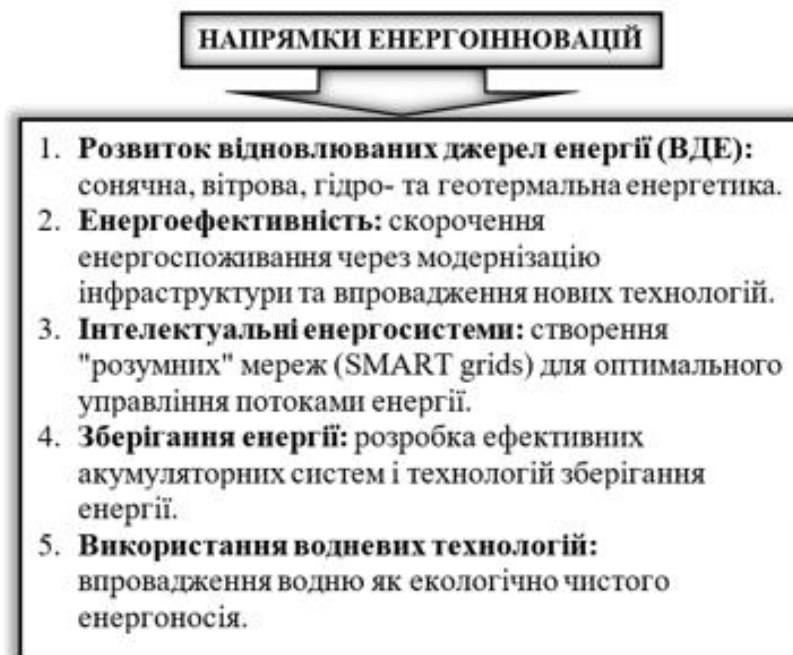 НАПРЯМКИ ЕНЕРГОІННОВАЦІЙ
1. Розвиток відновлюваних джерел енергії (ВДЕ):
сонячна, вітрова, гідро- та геотермальна енергетика.
2. Енергоефективність: скорочення
енергоспоживання через модернізацію
інфраструктури та впровадження нових технологій.
3. Інтелектуальні енергосистеми: створення
"розумних" мереж (SMART grids) для оптимального
управління потоками енергії.
4. Зберігання енергії: розробка ефективних
акумуляторних систем і технологій зберігання
енергії.
5. Використання водневих технологій:
впровадження водню як екологічно чистого
енергоносія.